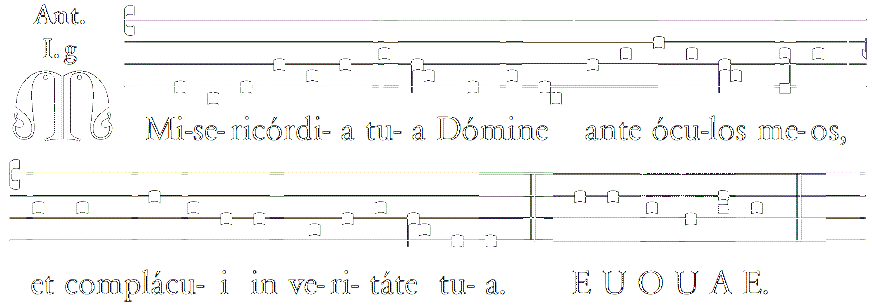 Ant.
I. g
Mi-se-ricórdi- a tu- a Dómine ante ócu-los me-os,
et complácu- i in ve-ri-táte tu- a. E U O U A E.